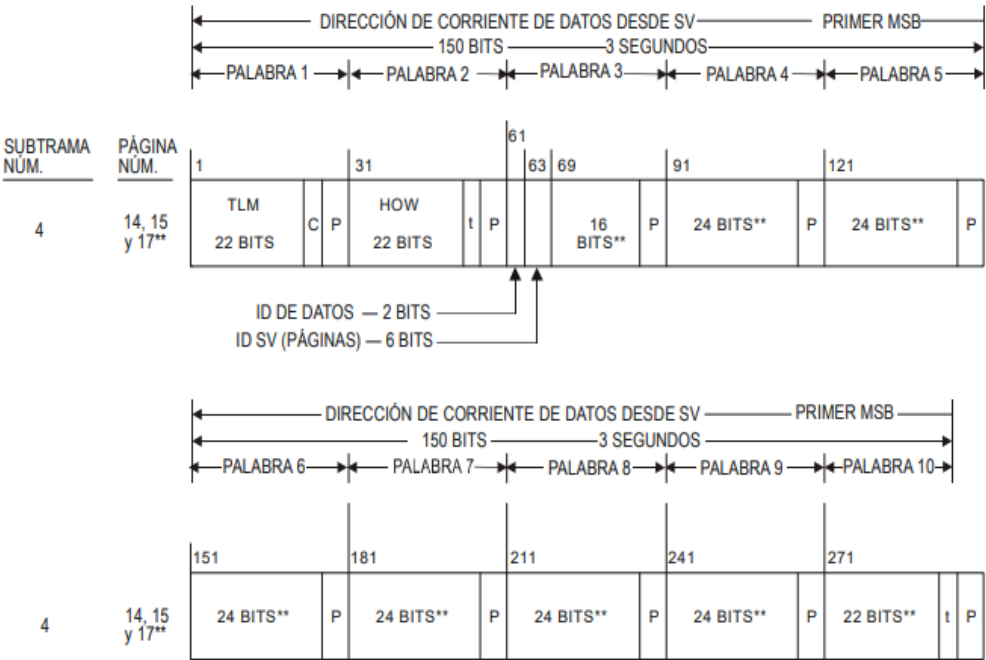 DIRECCIÓN DE CORRIENTE DE DATOS DESDE SV PRIMER MSB
150 BITS 3 SEGUNDOS
PALABRA 1 PALABRA 2 PALABRA 3 PALABRA 4 PALABRA 5
SUBTRAMA NÚM.
PÁGINA NÚM.
1 31 61 63 69 91 121
4
14, 15 y 17**
TLM 22 BITS C P HOW 22 BITS t P 16 BITS** P 24 BITS** P 24 BITS** P
ID DE DATOS — 2 BITS
ID SV (PÁGINAS) — 6 BITS
DIRECCIÓN DE CORRIENTE DE DATOS DESDE SV PRIMER MSB
150 BITS 3 SEGUNDOS
PALABRA 6 PALABRA 7 PALABRA 8 PALABRA 9 PALABRA 10
151 181 211 241 271
4
14, 15 y 17**
24 BITS** P 24 BITS** P 24 BITS** P 24 BITS** P 22 BITS** t P